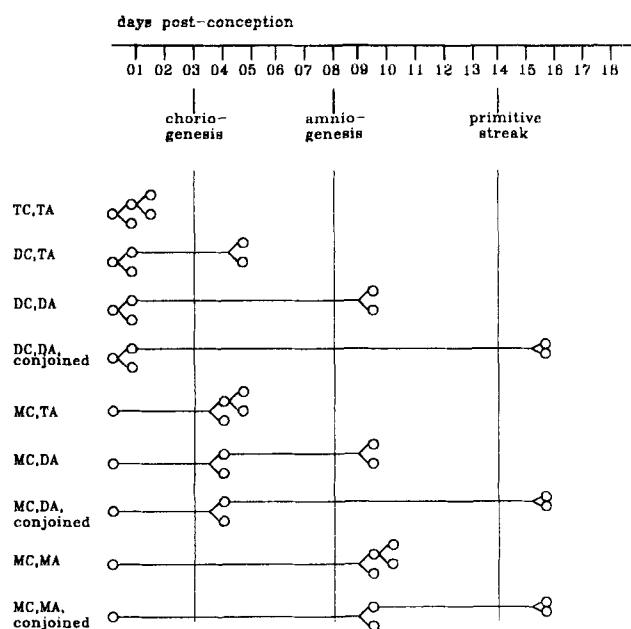 days post-conception
01 02 03 04 05 06 07 08 09 10 11 12 13 14 15 16 17 18
chorio- amnio- primitive
genesis genesis streak
TC,TA
DC,TA
DC,DA
DC,DA,
conjoined
MC,TA
MC,DA
MC,DA,
conjoined
MC,MA
MC,MA,
conjoined